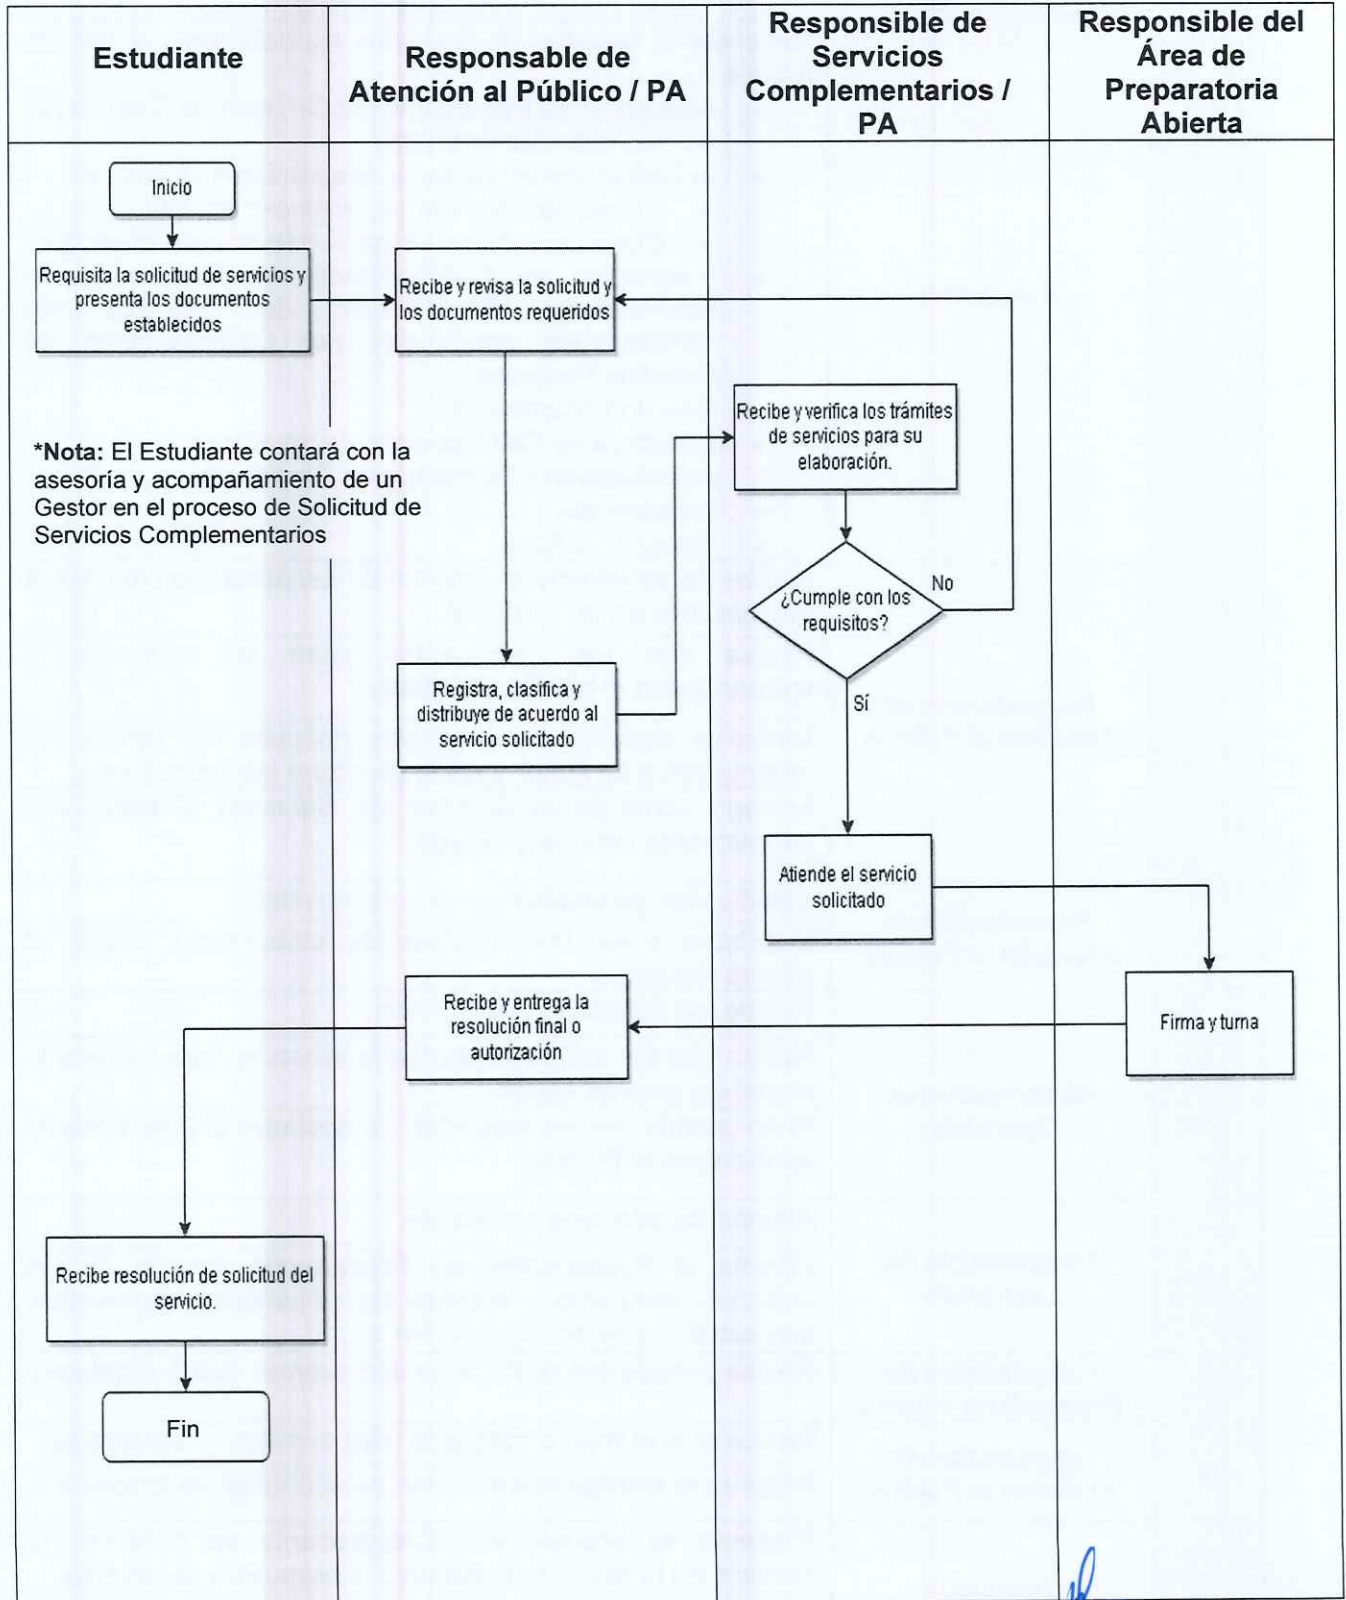 Estudiante
Responsable de
Atención al Público / PA
Responsible de
Servicios
Complementarios /
PA
Responsible del
Área de
Preparatoria
Abierta
Inicio
Requisita la solicitud de servicios y
presenta los documentos
establecidos
Recibe y revisa la solicitud y
los documentos requeridos
Recibe y verifica los trámites
de servicios para su
elaboración.
*Nota: El Estudiante contará con la
asesoría y acompañamiento de un
Gestor en el proceso de Solicitud de
Servicios Complementarios
¿Cumple con los
requisitos?
No
Sí
Registra, clasifica y
distribuye de acuerdo al
servicio solicitado
Atiende el servicio
solicitado
Firma y turna
Recibe y entrega la
resolución final o
autorización
Recibe resolución de solicitud del
servicio.
Fin